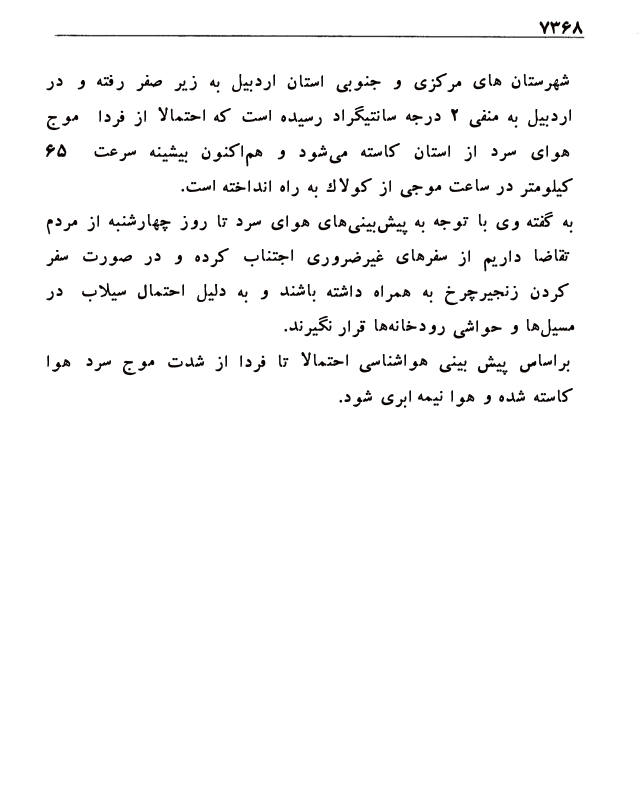 ۷۳۶۸
شهرستان های مرکزی و جنوبی استان اردبیل به زیر صفر رفته و در
اردبیل به منفی ۲ درجه سانتیگراد رسیده است که احتمالا از فردا موج
هوای سرد از استان کاسته می‌شود و هم‌اکنون بیشینه سرعت ۶۵
کیلومتر در ساعت موجی از کولاك به راه انداخته است.
به گفته وی با توجه به پیش‌بینی‌های هوای سرد تا روز چهارشنبه از مردم
تقاضا داریم از سفرهای غیرضروری اجتناب کرده و در صورت سفر
کردن زنجیرچرخ به همراه داشته باشند و به دلیل احتمال سیلاب در
مسیل‌ها و حواشی رودخانه‌ها قرار نگیرند.
براساس پیش بینی هواشناسی احتمالا تا فردا از شدت موج سرد هوا
کاسته شده و هوا نیمه ابری شود.